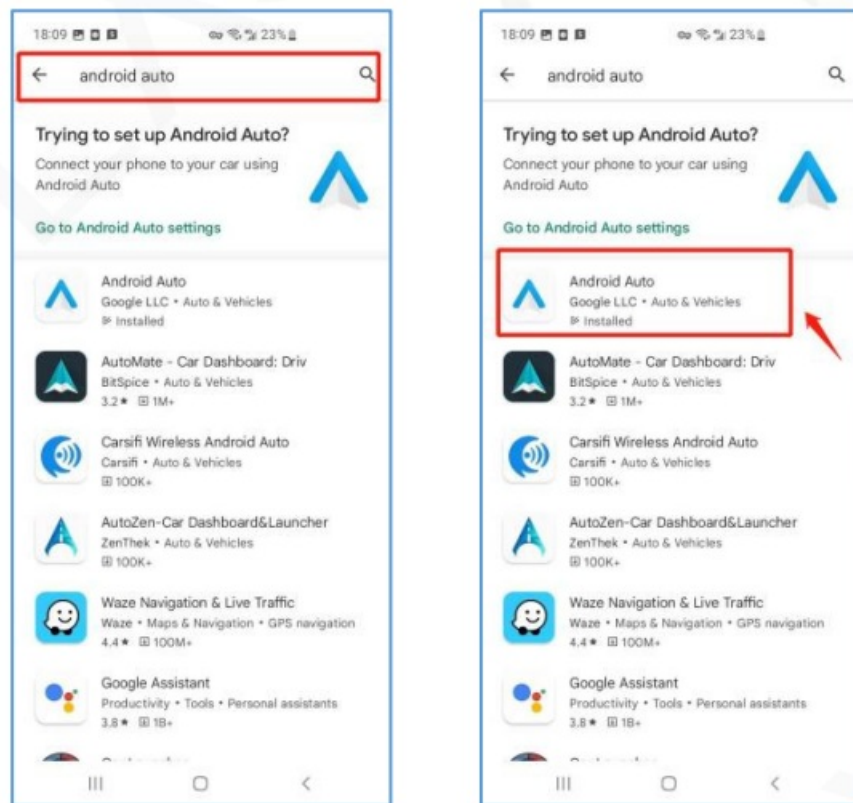 18:09 23%
android auto
Trying to set up Android Auto?
Connect your phone to your car using
Android Auto
Go to Android Auto settings
Android Auto
Google LLC • Auto & Vehicles
Installed
AutoMate - Car Dashboard: Driv
BitSpice • Auto & Vehicles
3.2★ 1M+
Carsifi Wireless Android Auto
Carsifi • Auto & Vehicles
100K+
AutoZen-Car Dashboard&Launcher
ZenThek • Auto & Vehicles
100K+
Waze Navigation & Live Traffic
Waze • Maps & Navigation • GPS navigation
4.4★ 100M+
Google Assistant
Productivity • Tools • Personal assistants
3.8★ 1B+
18:09 23%
android auto
Trying to set up Android Auto?
Connect your phone to your car using
Android Auto
Go to Android Auto settings
Android Auto
Google LLC • Auto & Vehicles
Installed
AutoMate - Car Dashboard: Driv
BitSpice • Auto & Vehicles
3.2★ 1M+
Carsifi Wireless Android Auto
Carsifi • Auto & Vehicles
100K+
AutoZen-Car Dashboard&Launcher
ZenThek • Auto & Vehicles
100K+
Waze Navigation & Live Traffic
Waze • Maps & Navigation • GPS navigation
4.4★ 100M+
Google Assistant
Productivity • Tools • Personal assistants
3.8★ 1B+